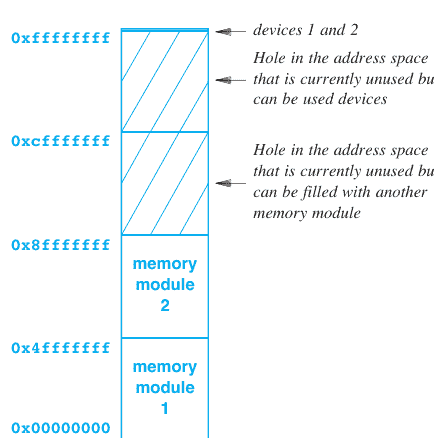 0xffffffff
devices 1 and 2
Hole in the address space
that is currently unused bu
can be used devices
0xcfffffff
Hole in the address space
that is currently unused bu
can be filled with another
memory module
0x8fffffff
memory
module
2
0x4fffffff
memory
module
1
0x00000000